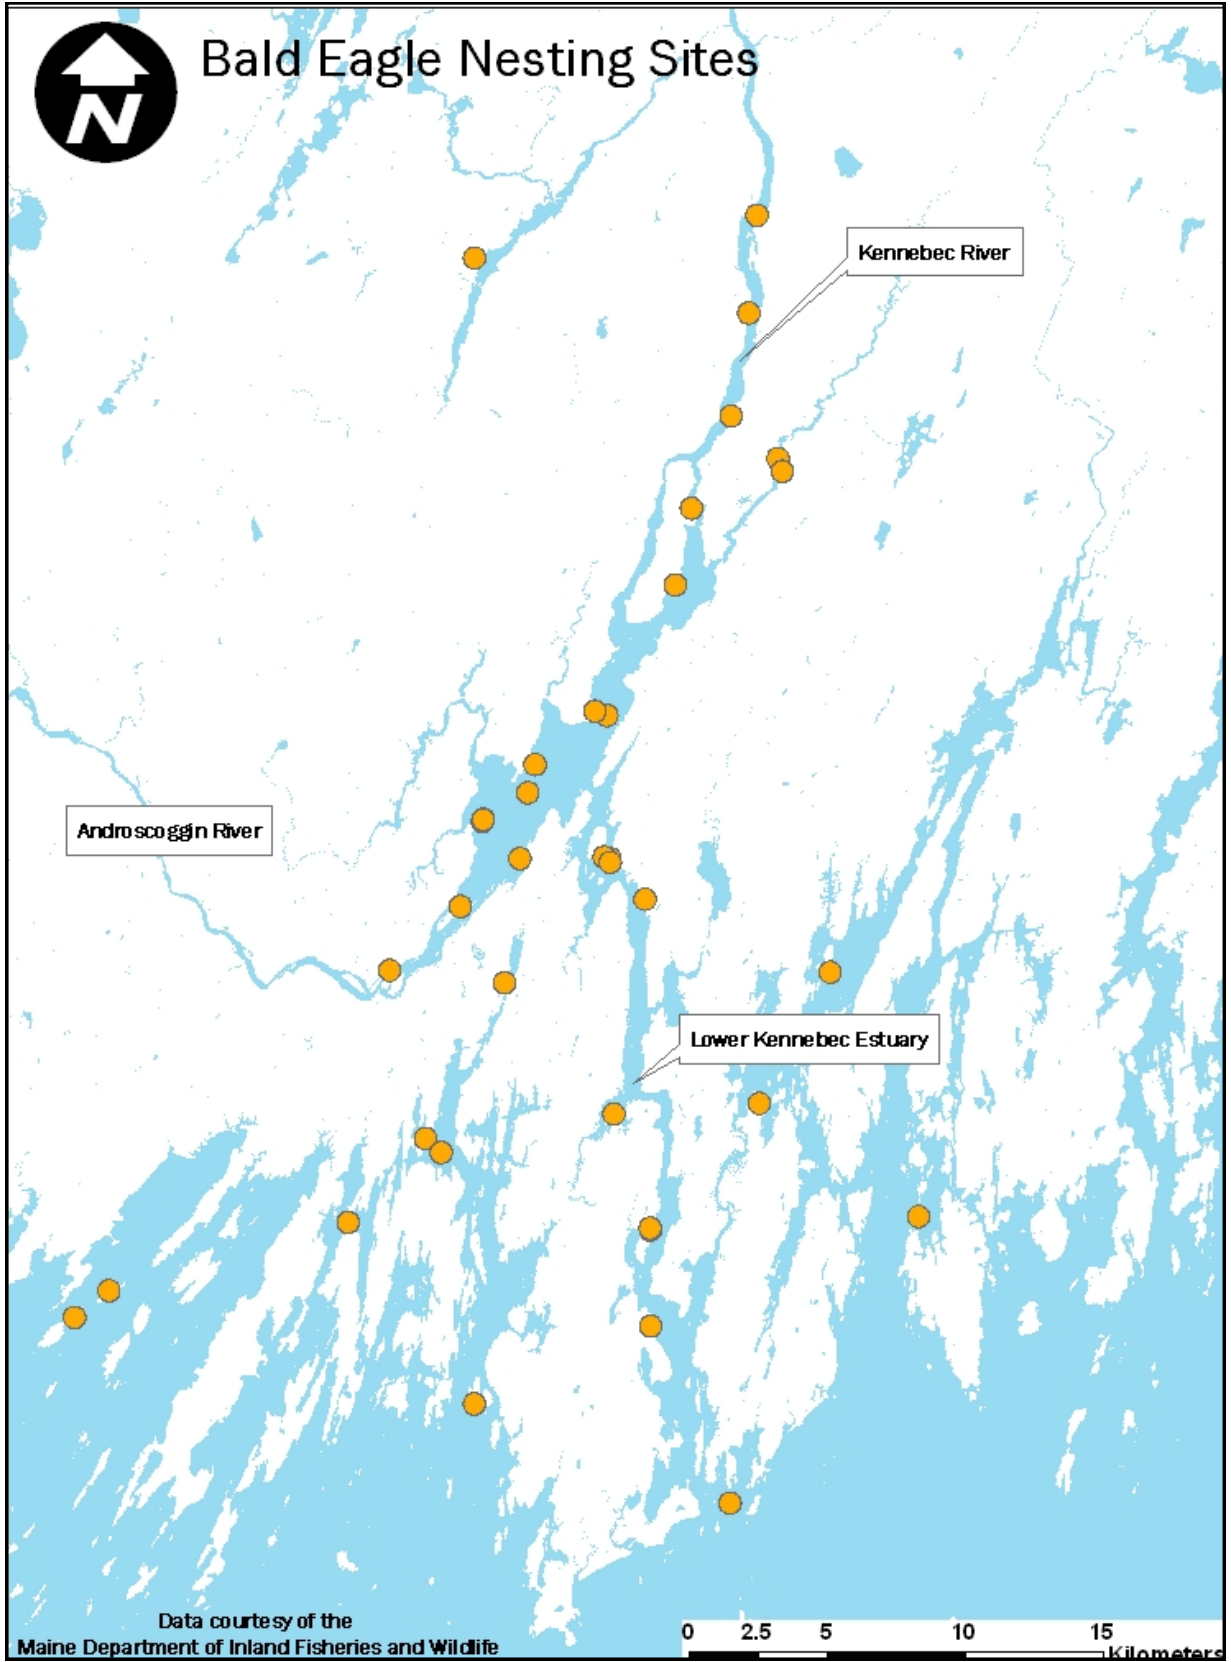 N
Bald Eagle Nesting Sites
Kennebec River
Androscoggin River
Lower Kennebec Estuary
Data courtesy of the
Maine Department of Inland Fisheries and Wildlife
0 2.5 5 10 15
Kilometers